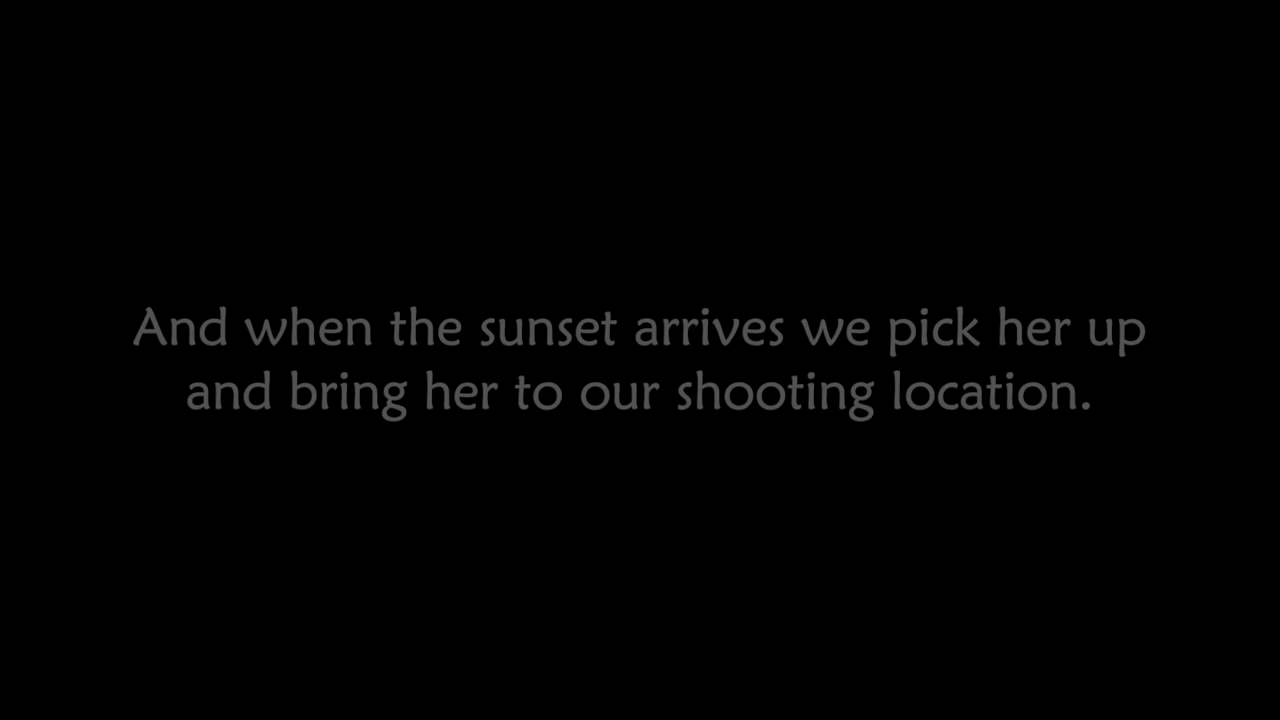 And when the sunset arrives we pick her up
and bring her to our shooting location.